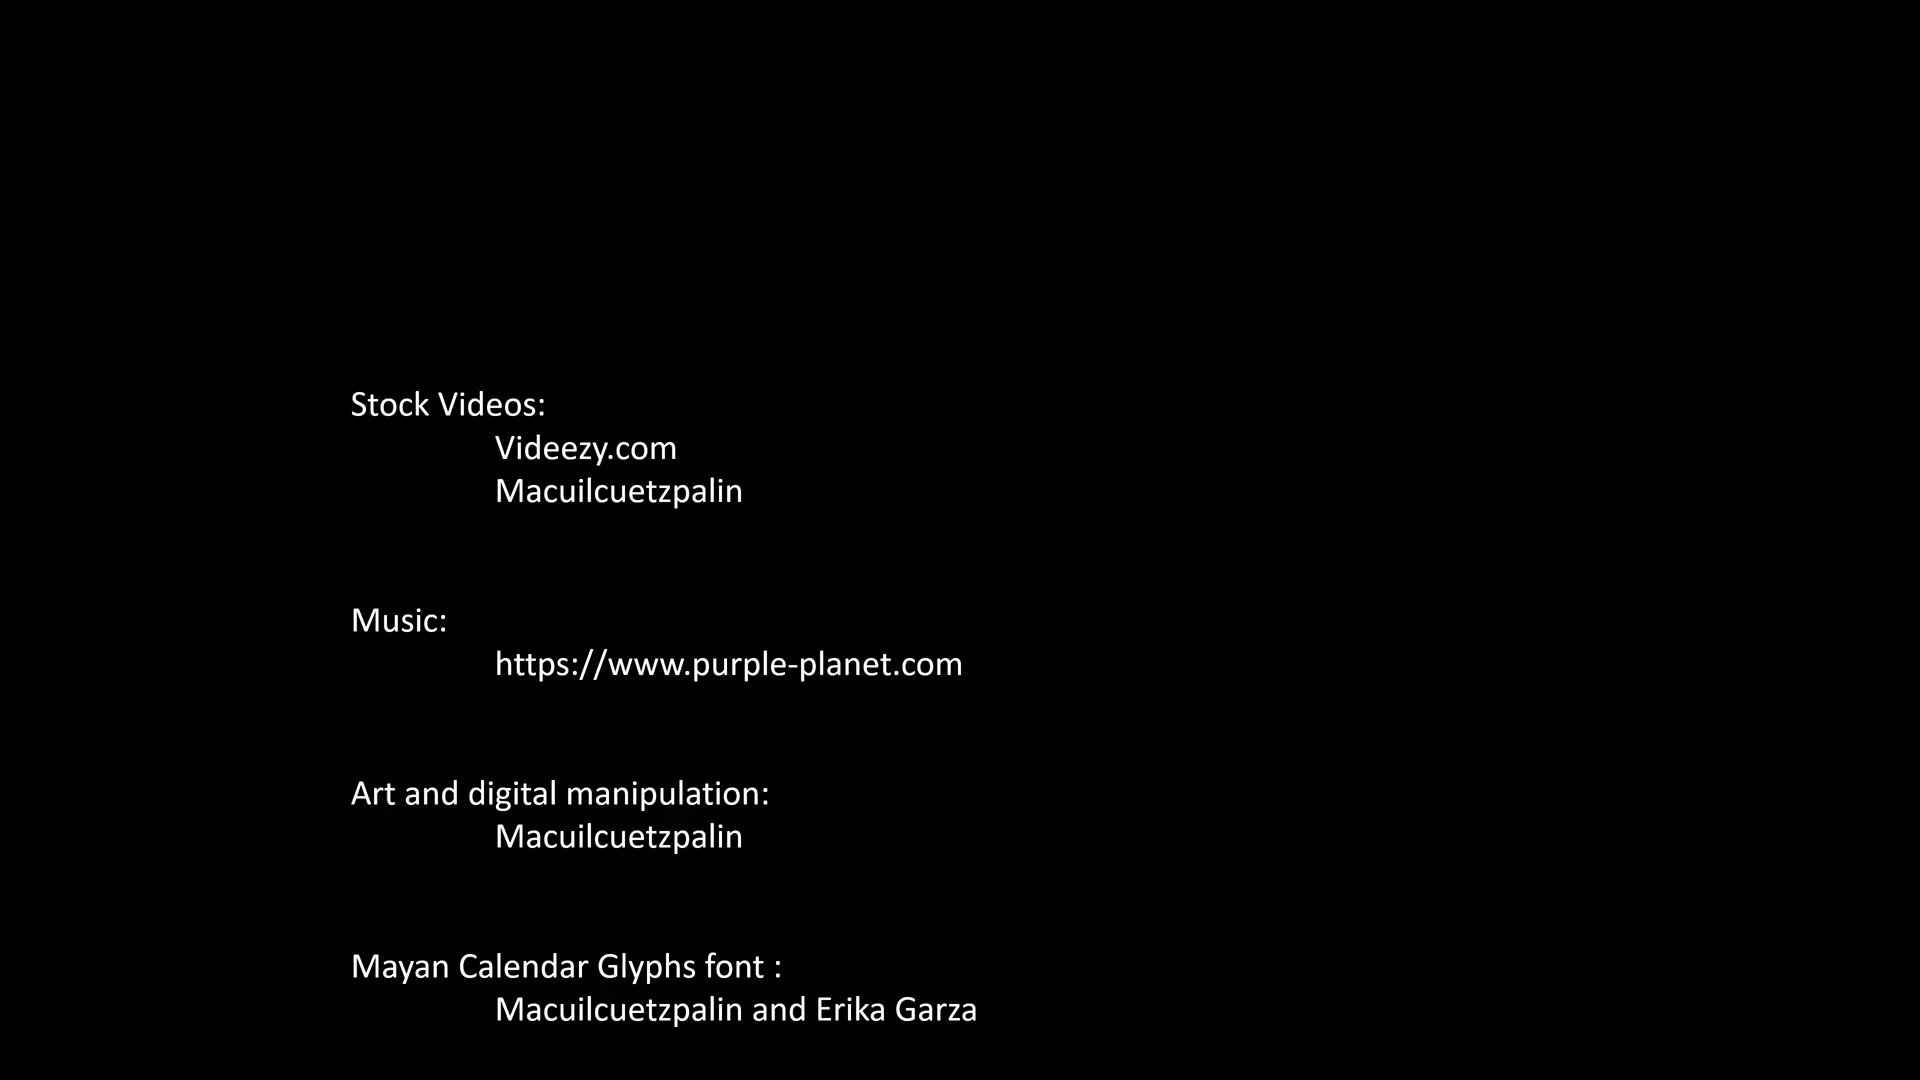 Stock Videos:
Videezy.com
Macuilcuetzpalin
Music:
https://www.purple-planet.com
Art and digital manipulation:
Macuilcuetzpalin
Mayan Calendar Glyphs font :
Macuilcuetzpalin and Erika Garza